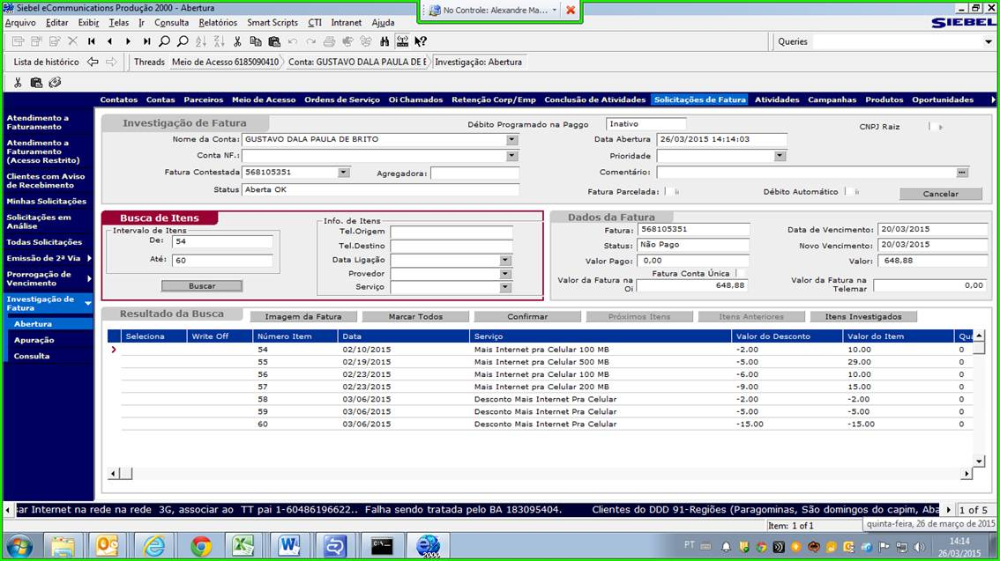 Siebel eCommunications Produção 2000 - Abertura
No Controle: Alexandre Ma...
Arquivo Editar Exibir Telas Ir Consulta Relatórios Smart Scripts CTI Intranet Ajuda
SIEBEL
Queries
Lista de histórico Threads Meio de Acesso 6185090410 Conta: GUSTAVO DALA PAULA DE E Investigação: Abertura
Contatos Contas Parceiros Meio de Acesso Ordens de Serviço Oi Chamados Retenção Corp/Emp Conclusão de Atividades Solicitações de Fatura Atividades Campanhas Produtos Oportunidades
Atendimento a
Faturamento
Atendimento a
Faturamento
(Acesso Restrito)
Clientes com Aviso
de Recebimento
Minhas Solicitações
Solicitações em
Análise
Todas Solicitações
Emissão de 2ª Via
Prorrogação de
Vencimento
Investigação de
Fatura
Abertura
Apuração
Consulta
Investigação de Fatura
Débito Programado na Paggo Inativo
CNPJ Raiz
Nome da Conta: GUSTAVO DALA PAULA DE BRITO
Data Abertura 26/03/2015 14:14:03
Conta NF.:
Prioridade
Fatura Contestada 568105351
Agregadora:
Comentário:
Status Aberta OK
Fatura Parcelada:
Débito Automático
Cancelar
Busca de Itens
Intervalo de Itens
De: 54
Até: 60
Buscar
Info. de Itens
Tel.Origem
Tel.Destino
Data Ligação
Provedor
Serviço
Dados da Fatura
Fatura: 568105351
Data de Vencimento: 20/03/2015
Status: Não Pago
Novo Vencimento: 20/03/2015
Valor Pago: 0,00
Valor: 648,88
Fatura Conta Única
Valor da Fatura na
Oi 648,88
Valor da Fatura na
Telemar 0,00
Resultado da Busca
Imagem da Fatura Marcar Todos Confirmar Próximos Itens Itens Anteriores Itens Investigados
Seleciona Write Off Número Item Data Serviço Valor do Desconto Valor do Item Qua
54 02/10/2015 Mais Internet pra Celular 100 MB -2.00 10.00 0
55 02/19/2015 Mais Internet pra Celular 500 MB -5.00 29.00 0
56 02/23/2015 Mais Internet pra Celular 100 MB -6.00 10.00 0
57 02/23/2015 Mais Internet pra Celular 200 MB -9.00 15.00 0
58 03/06/2015 Desconto Mais Internet Pra Celular -2.00 -2.00 0
59 03/06/2015 Desconto Mais Internet Pra Celular -5.00 -5.00 0
60 03/06/2015 Desconto Mais Internet Pra Celular -15.00 -15.00 0
ar Internet na rede na rede 3G, associar ao TT pai 1-60486196622.. Falha sendo tratada pelo BA 183095404. Clientes do DDD 91-Regiões (Paragominas, São domingos do capim, Aba
1 of 5
Item: 1 of 1
quinta-feira, 26 de março de 2015
2000
PT
14:14
26/03/2015